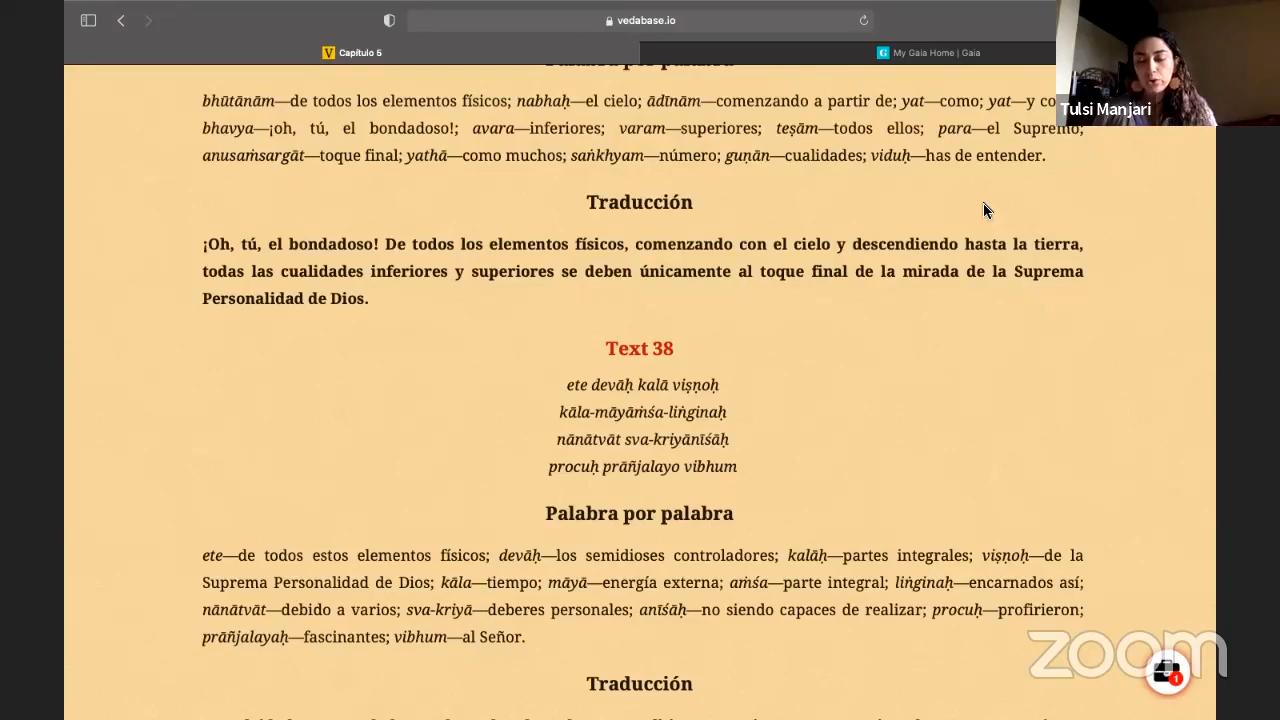 vedabase.io
V Capítulo 5
G My Gaia Home | Gaia
Tulsi Manjari
Palabra por palabra
bhūtānām—de todos los elementos físicos; nabhaḥ—el cielo; ādīnām—comenzando a partir de; yat—como; yat—y
bhavya—¡oh, tú, el bondadoso!; avara—inferiores; varam—superiores; teṣām—todos ellos; para—el Supremo;
anusaṁsargāt—toque final; yathā—como muchos; saṅkhyam—número; guṇān—cualidades; viduḥ—has de entender.
Traducción
¡Oh, tú, el bondadoso! De todos los elementos físicos, comenzando con el cielo y descendiendo hasta la tierra,
todas las cualidades inferiores y superiores se deben únicamente al toque final de la mirada de la Suprema
Personalidad de Dios.
Text 38
ete devāḥ kalā viṣṇoḥ
kāla-māyāṁśa-liṅginaḥ
nānātvāt sva-kriyānīśāḥ
procuḥ prāñjalayo vibhum
Palabra por palabra
ete—de todos estos elementos físicos; devāḥ—los semidioses controladores; kalāḥ—partes integrales; viṣṇoḥ—de la
Suprema Personalidad de Dios; kāla—tiempo; māyā—energía externa; aṁśa—parte integral; liṅginaḥ—encarnados así;
nānātvāt—debido a varios; sva-kriyā—deberes personales; anīśāḥ—no siendo capaces de realizar; procuḥ—profirieron;
prāñjalayaḥ—fascinantes; vibhum—al Señor.
zoom
1
Traducción